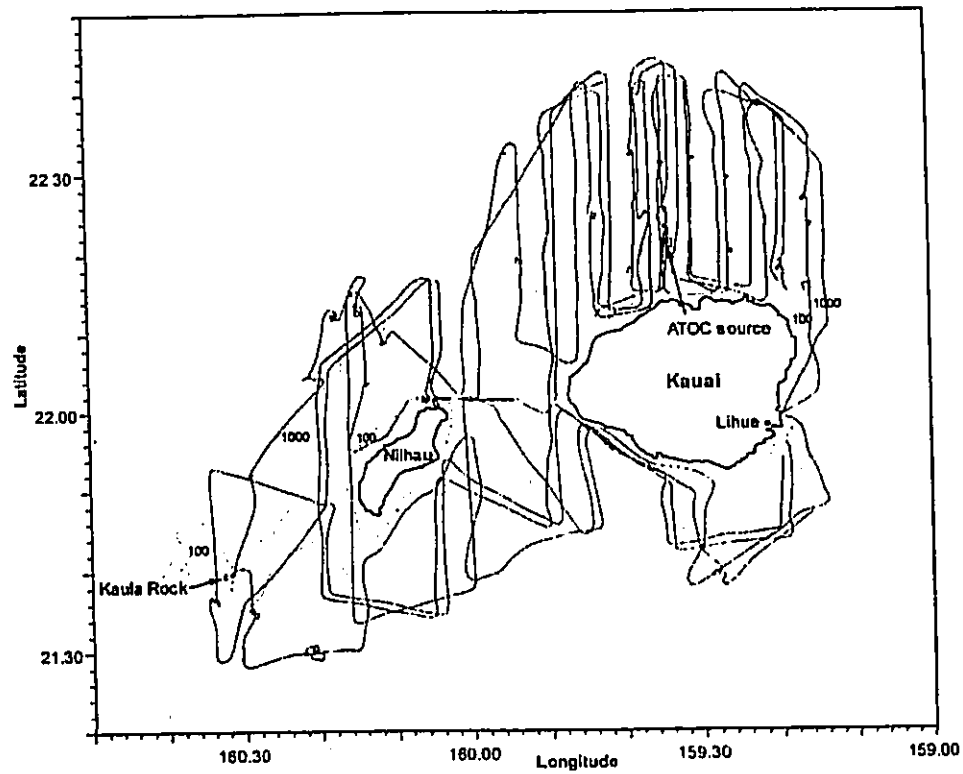 22 30
1000
100
ATOC source
Latitude
Kauai
22.00
Lihue
1000
100
Niihau
100
Kaula Rock
21.30
160.30
160.00
159.30
159.00
Longitude